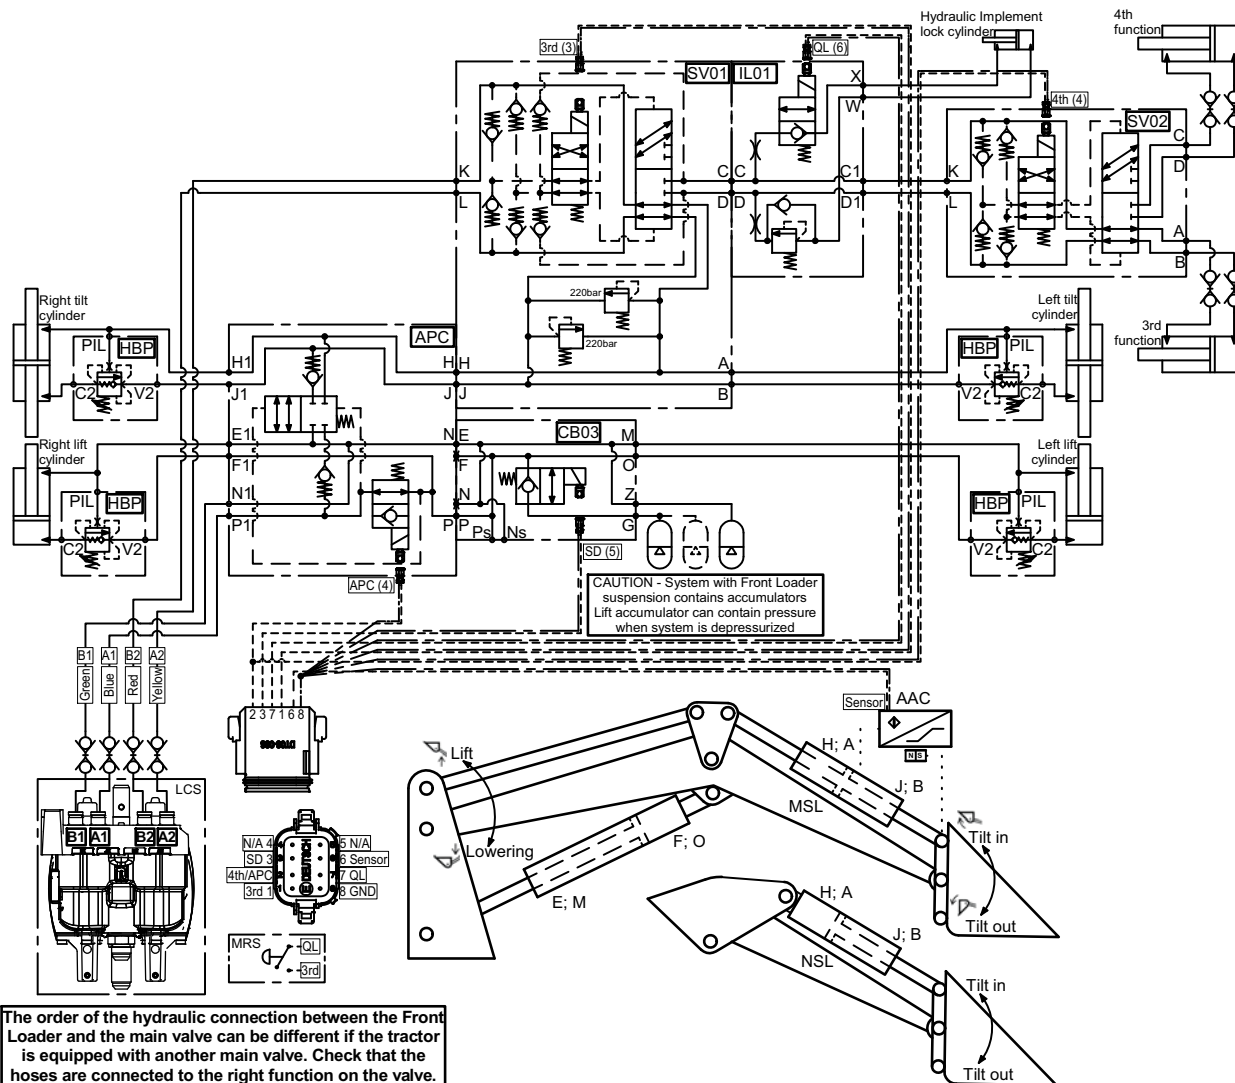 Hydraulic Implement
lock cylinder
4th
function
3rd (3)
QL (6)
SV01
IL01
X
W
4th (4)
SV02
C
D
K
L
C
C
D
D
C1
D1
K
L
A
B
220bar
220bar
Right tilt
cylinder
PIL
HBP
C2
V2
APC
H1
J1
H
H
J
J
A
B
Left tilt
cylinder
3rd
function
HBP
PIL
V2
C2
Right lift
cylinder
E1
F1
N1
P1
N
E
F
N
P
P
CB03
M
O
Z
G
Ps
Ns
Left lift
cylinder
PIL
HBP
C2
V2
HBP
PIL
V2
C2
SD (5)
APC (4)
CAUTION - System with Front Loader
suspension contains accumulators
Lift accumulator can contain pressure
when system is depressurized
B1
A1
B2
A2
Green
Blue
Red
Yellow
2 3 7 1 6 8
Sensor
AAC
N S
LCS
B1
A1
B2
A2
Lift
Lowering
H; A
J; B
MSL
F; O
E; M
Tilt in
Tilt out
N/A 4
SD 3
4th/APC
3rd 1
DEUTSCH
5 N/A
6 Sensor
7 QL
8 GND
MRS
QL
3rd
H; A
J; B
NSL
Tilt in
Tilt out
The order of the hydraulic connection between the Front
Loader and the main valve can be different if the tractor
is equipped with another main valve. Check that the
hoses are connected to the right function on the valve.